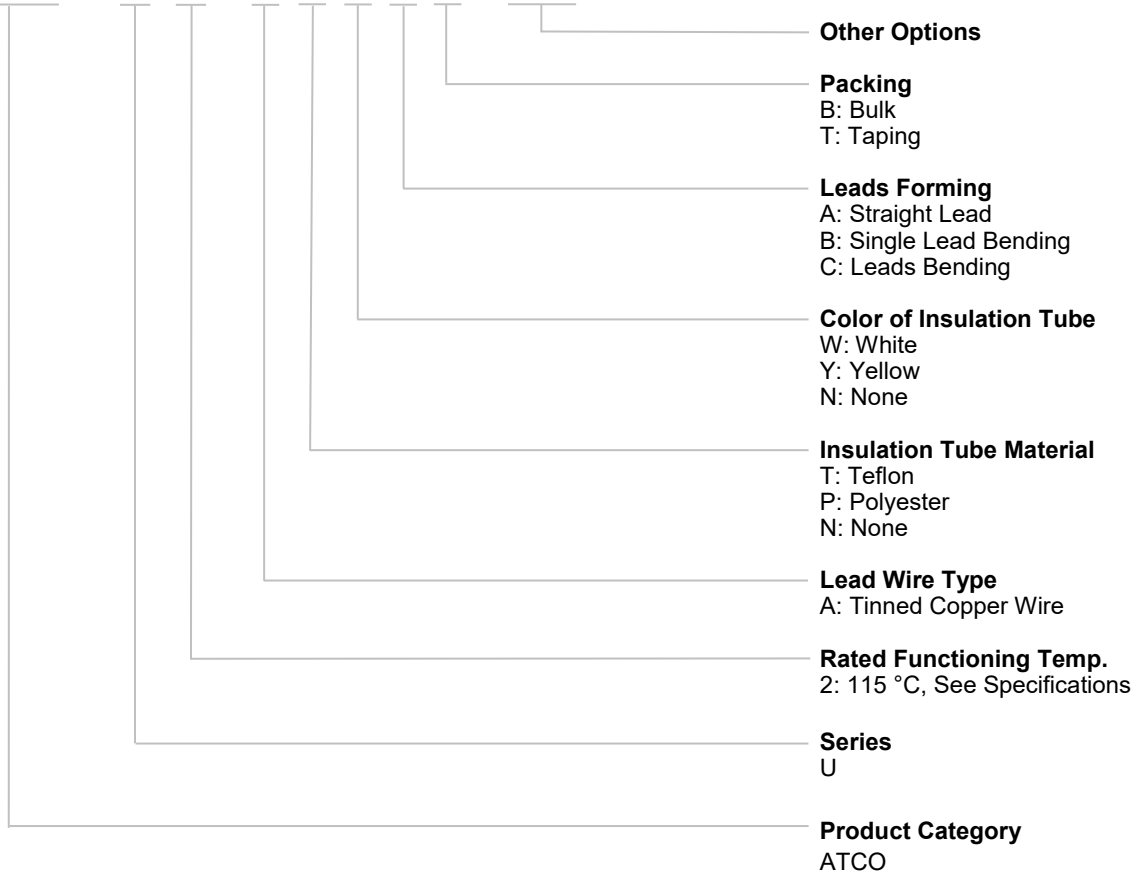 Other Options
Packing
B: Bulk
T: Taping
Leads Forming
A: Straight Lead
B: Single Lead Bending
C: Leads Bending
Color of Insulation Tube
W: White
Y: Yellow
N: None
Insulation Tube Material
T: Teflon
P: Polyester
N: None
Lead Wire Type
A: Tinned Copper Wire
Rated Functioning Temp.
2: 115 °C, See Specifications
Series
U
Product Category
ATCO